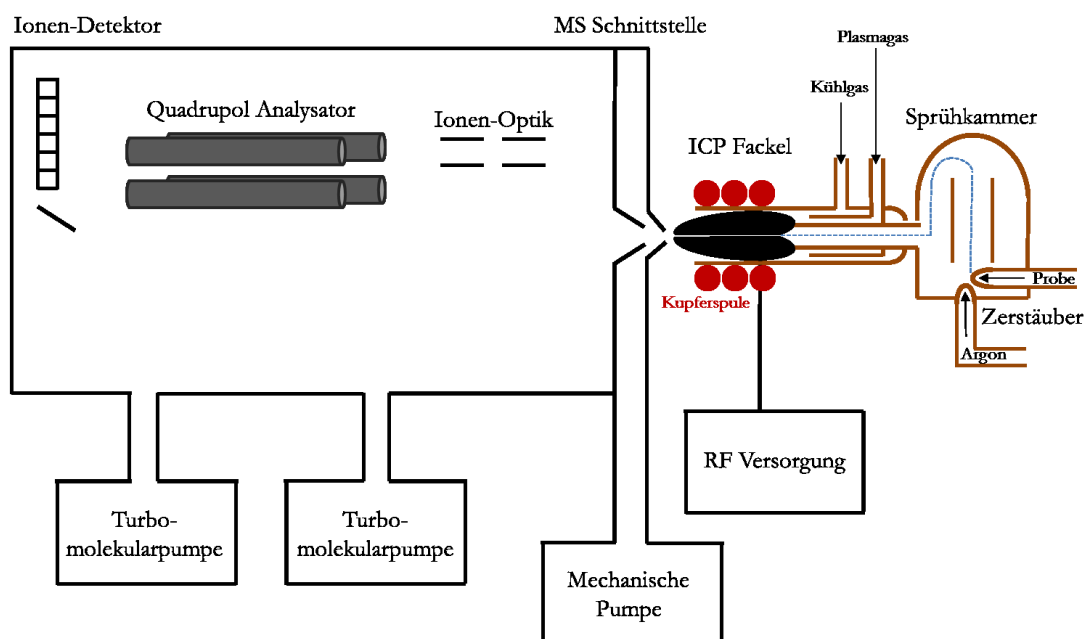 Ionen-Detektor
MS Schnittstelle
Plasmagas
Kühlgas
Quadrupol Analysator
Ionen-Optik
Sprühkammer
ICP Fackel
Probe
Kupferspule
Zerstäuber
Argon
RF Versorgung
Turbo-
molekularpumpe
Turbo-
molekularpumpe
Mechanische
Pumpe